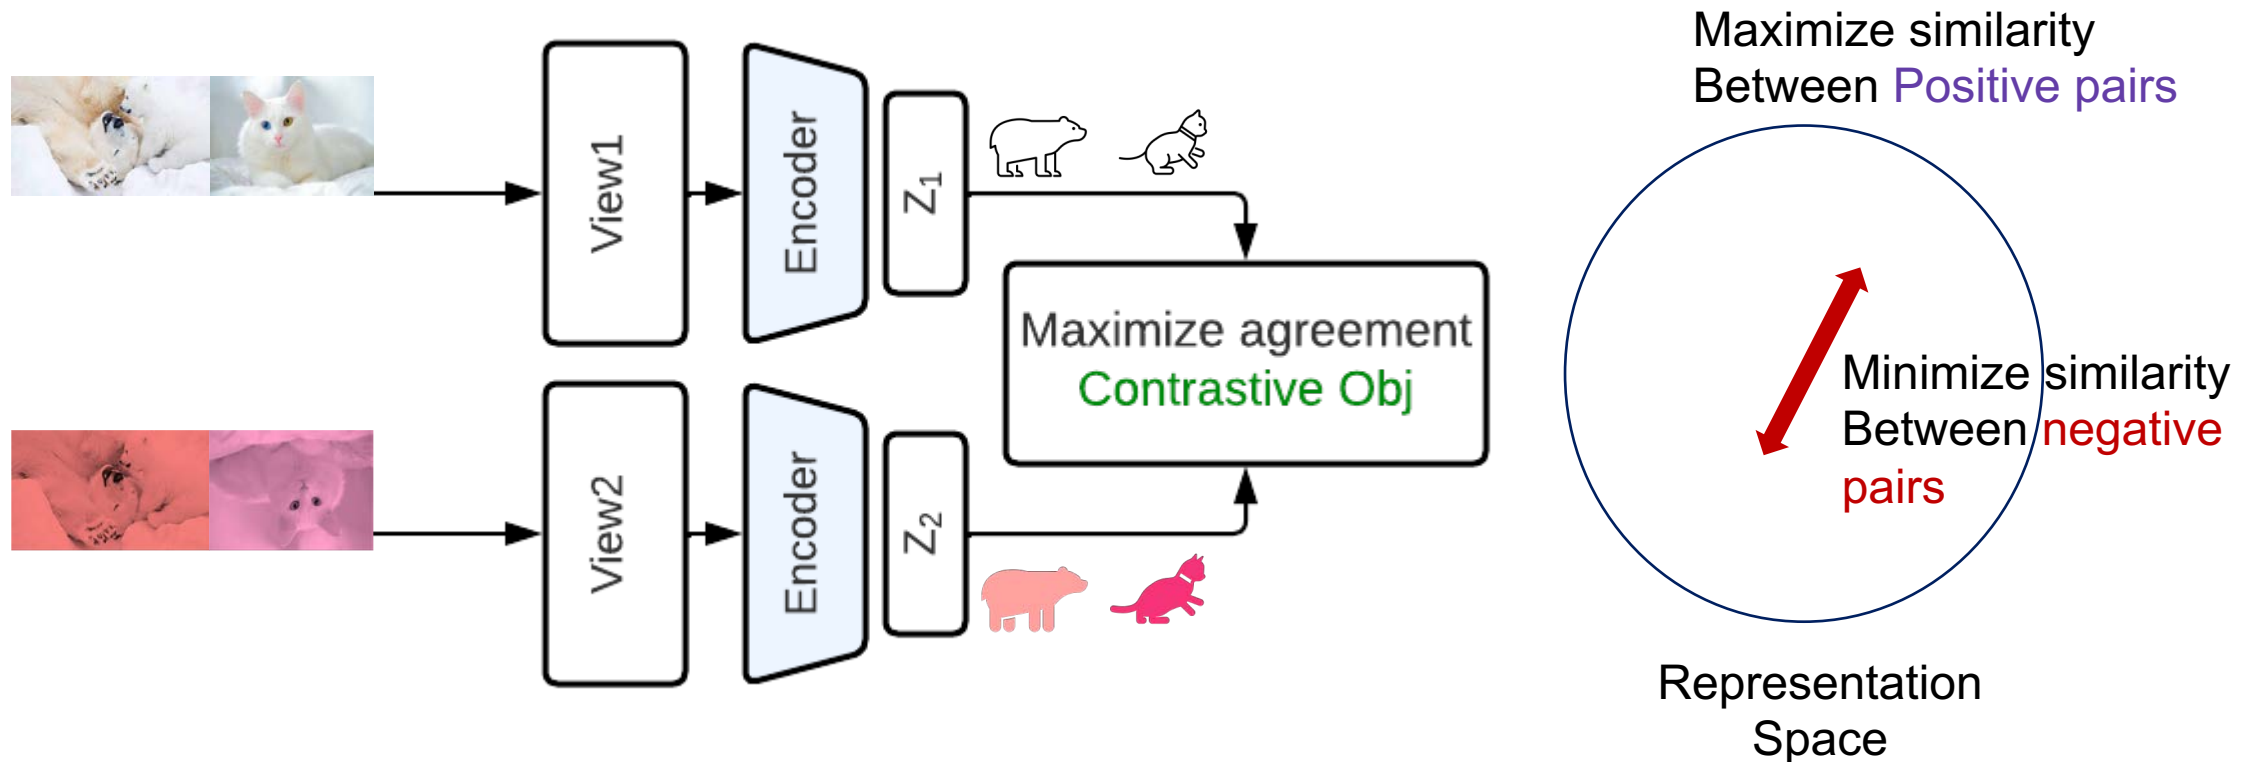 Maximize similarity
Between Positive pairs
View1
Encoder
Z₁
Maximize agreement
Contrastive Obj
Minimize similarity
Between negative
pairs
View2
Encoder
Z₂
Representation
Space